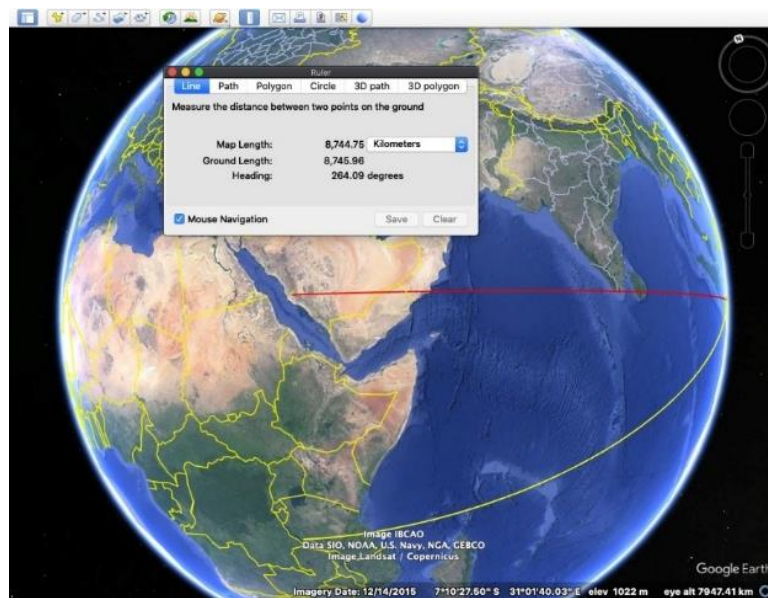 Ruler
Line Path Polygon Circle 3D path 3D polygon
Measure the distance between two points on the ground
Map Length: 8,744.75 Kilometers
Ground Length: 8,745.96
Heading: 264.09 degrees
Mouse Navigation Save Clear
Image IBCAO
Data SIO, NOAA, U.S. Navy, NGA, GEBCO
Image Landsat / Copernicus
Google Earth
Imagery Date: 12/14/2015 7°10'27.50" S 31°01'40.03" E elev 1022 m eye alt 7947.41 km